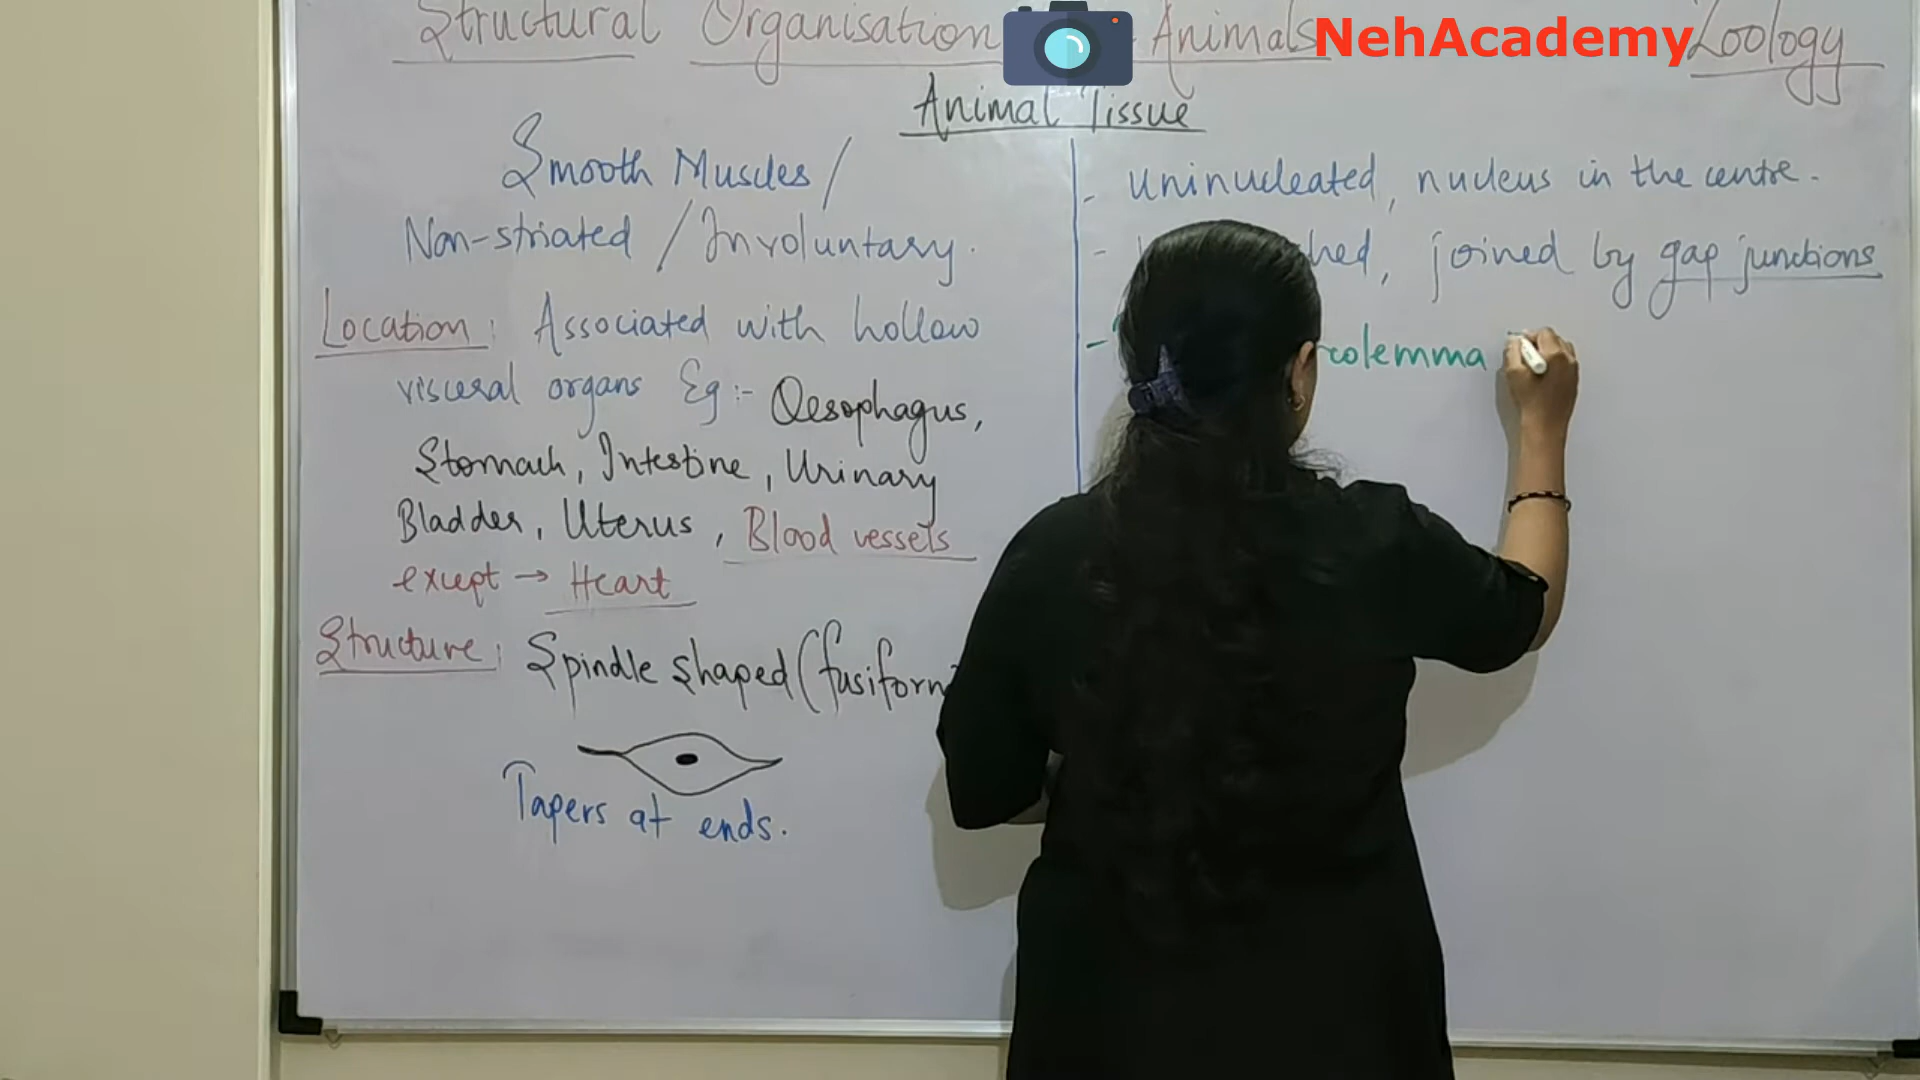 Structural Organisation Animals Zoology
NehAcademy
Animal Tissue
Smooth Muscles /
Non-striated / Involuntary.
Location: Associated with hollow
visceral organs Eg:- Oesophagus,
Stomach, Intestine, Urinary
Bladder, Uterus, Blood vessels
except → Heart
Structure: Spindle shaped (fusiform
Tapers at ends.
- Uninucleated, nucleus in the centre.
- joined by gap junctions
-